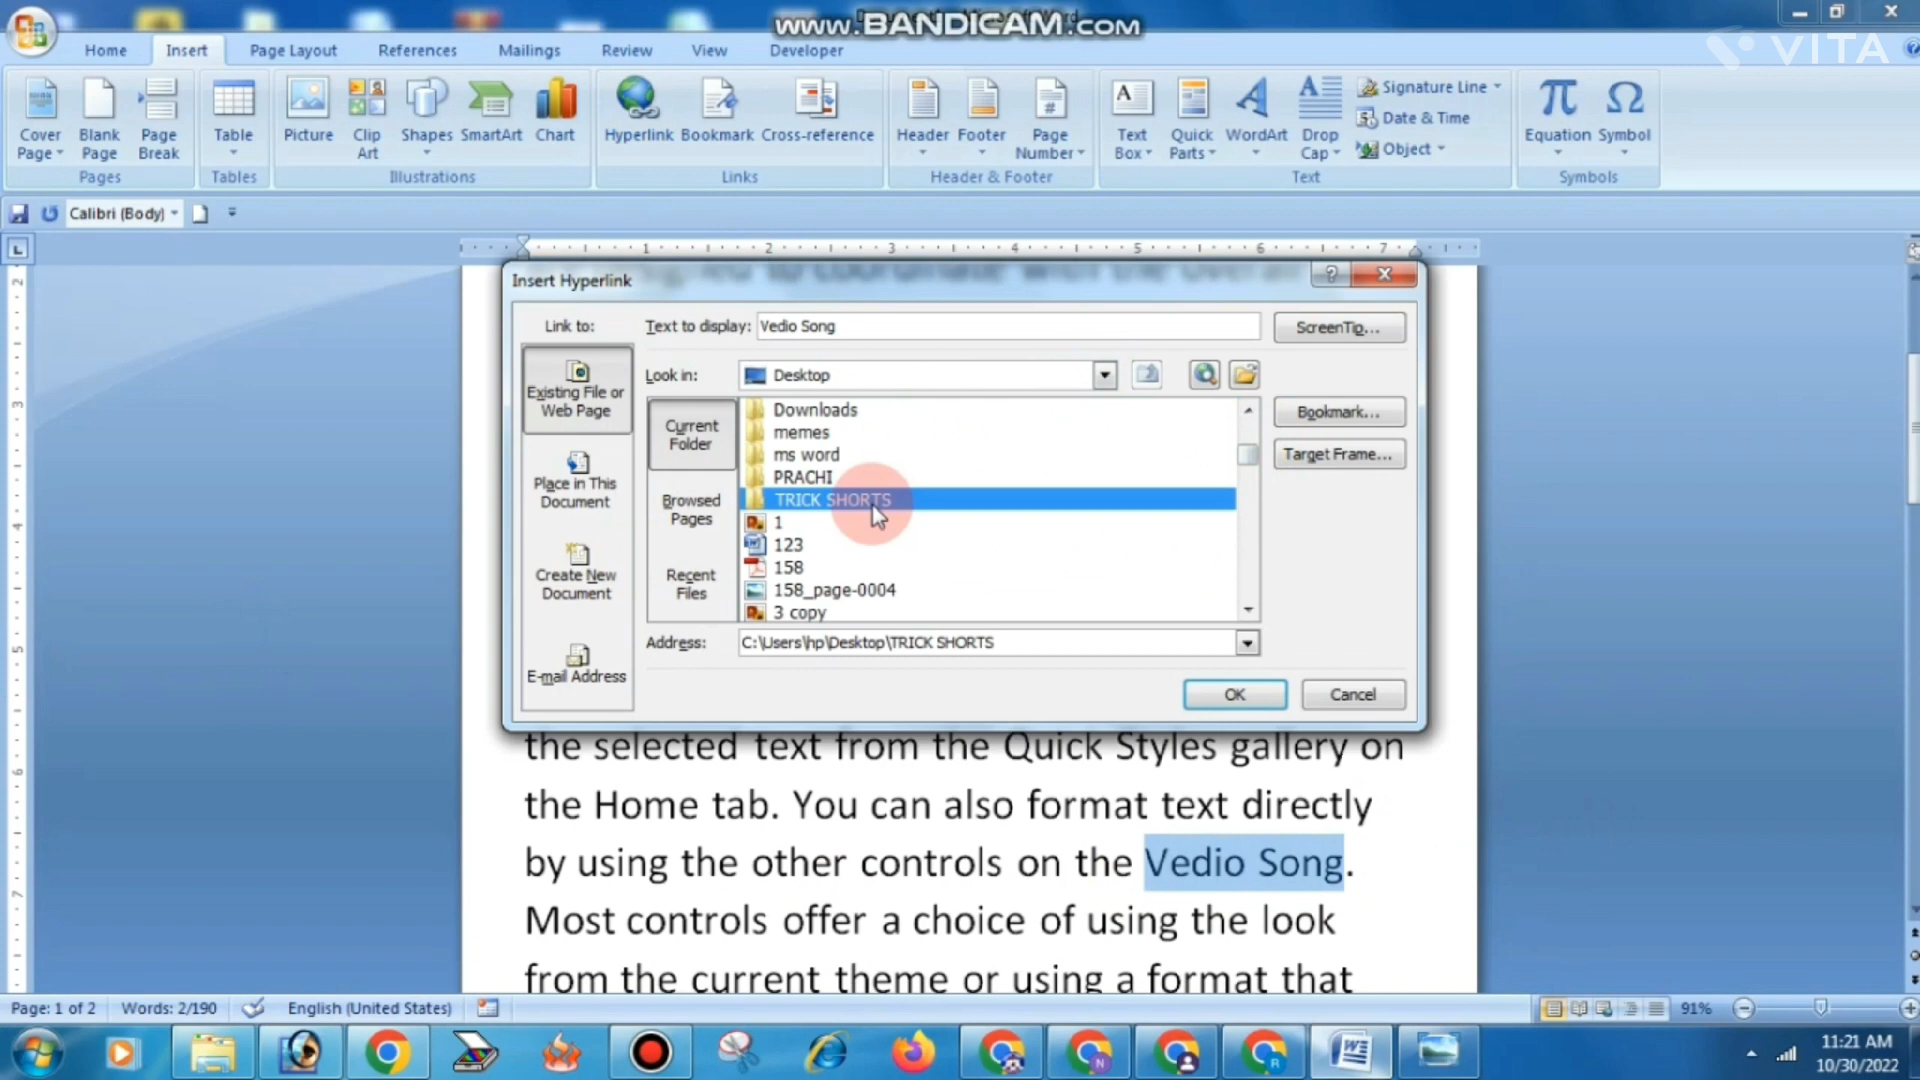 www.BANDICAM.com
VITA
Home Insert Page Layout References Mailings Review View Developer
Cover Page Blank Page Page Break Table Picture Clip Art Shapes SmartArt Chart Hyperlink Bookmark Cross-reference Header Footer Page Number Text Box Quick Parts WordArt Drop Cap Signature Line Date & Time Object Equation Symbol
Pages Tables Illustrations Links Header & Footer Text Symbols
Calibri (Body)
1 2 3 4 5 6 7
Insert Hyperlink
Link to: Text to display: Vedio Song ScreenTip...
Existing File or Web Page
Look in: Desktop
Current Folder
Downloads
memes
ms word
PRACHI
TRICK SHORTS
1
123
158
158_page-0004
3 copy
Bookmark...
Target Frame...
Place in This Document
Browsed Pages
Create New Document
Recent Files
E-mail Address
Address: C:\Users\hp\Desktop\TRICK SHORTS
OK Cancel
the selected text from the Quick Styles gallery on
the Home tab. You can also format text directly
by using the other controls on the Vedio Song.
Most controls offer a choice of using the look
from the current theme or using a format that
Page: 1 of 2 Words: 2/190 English (United States) 91%
11:21 AM
10/30/2022